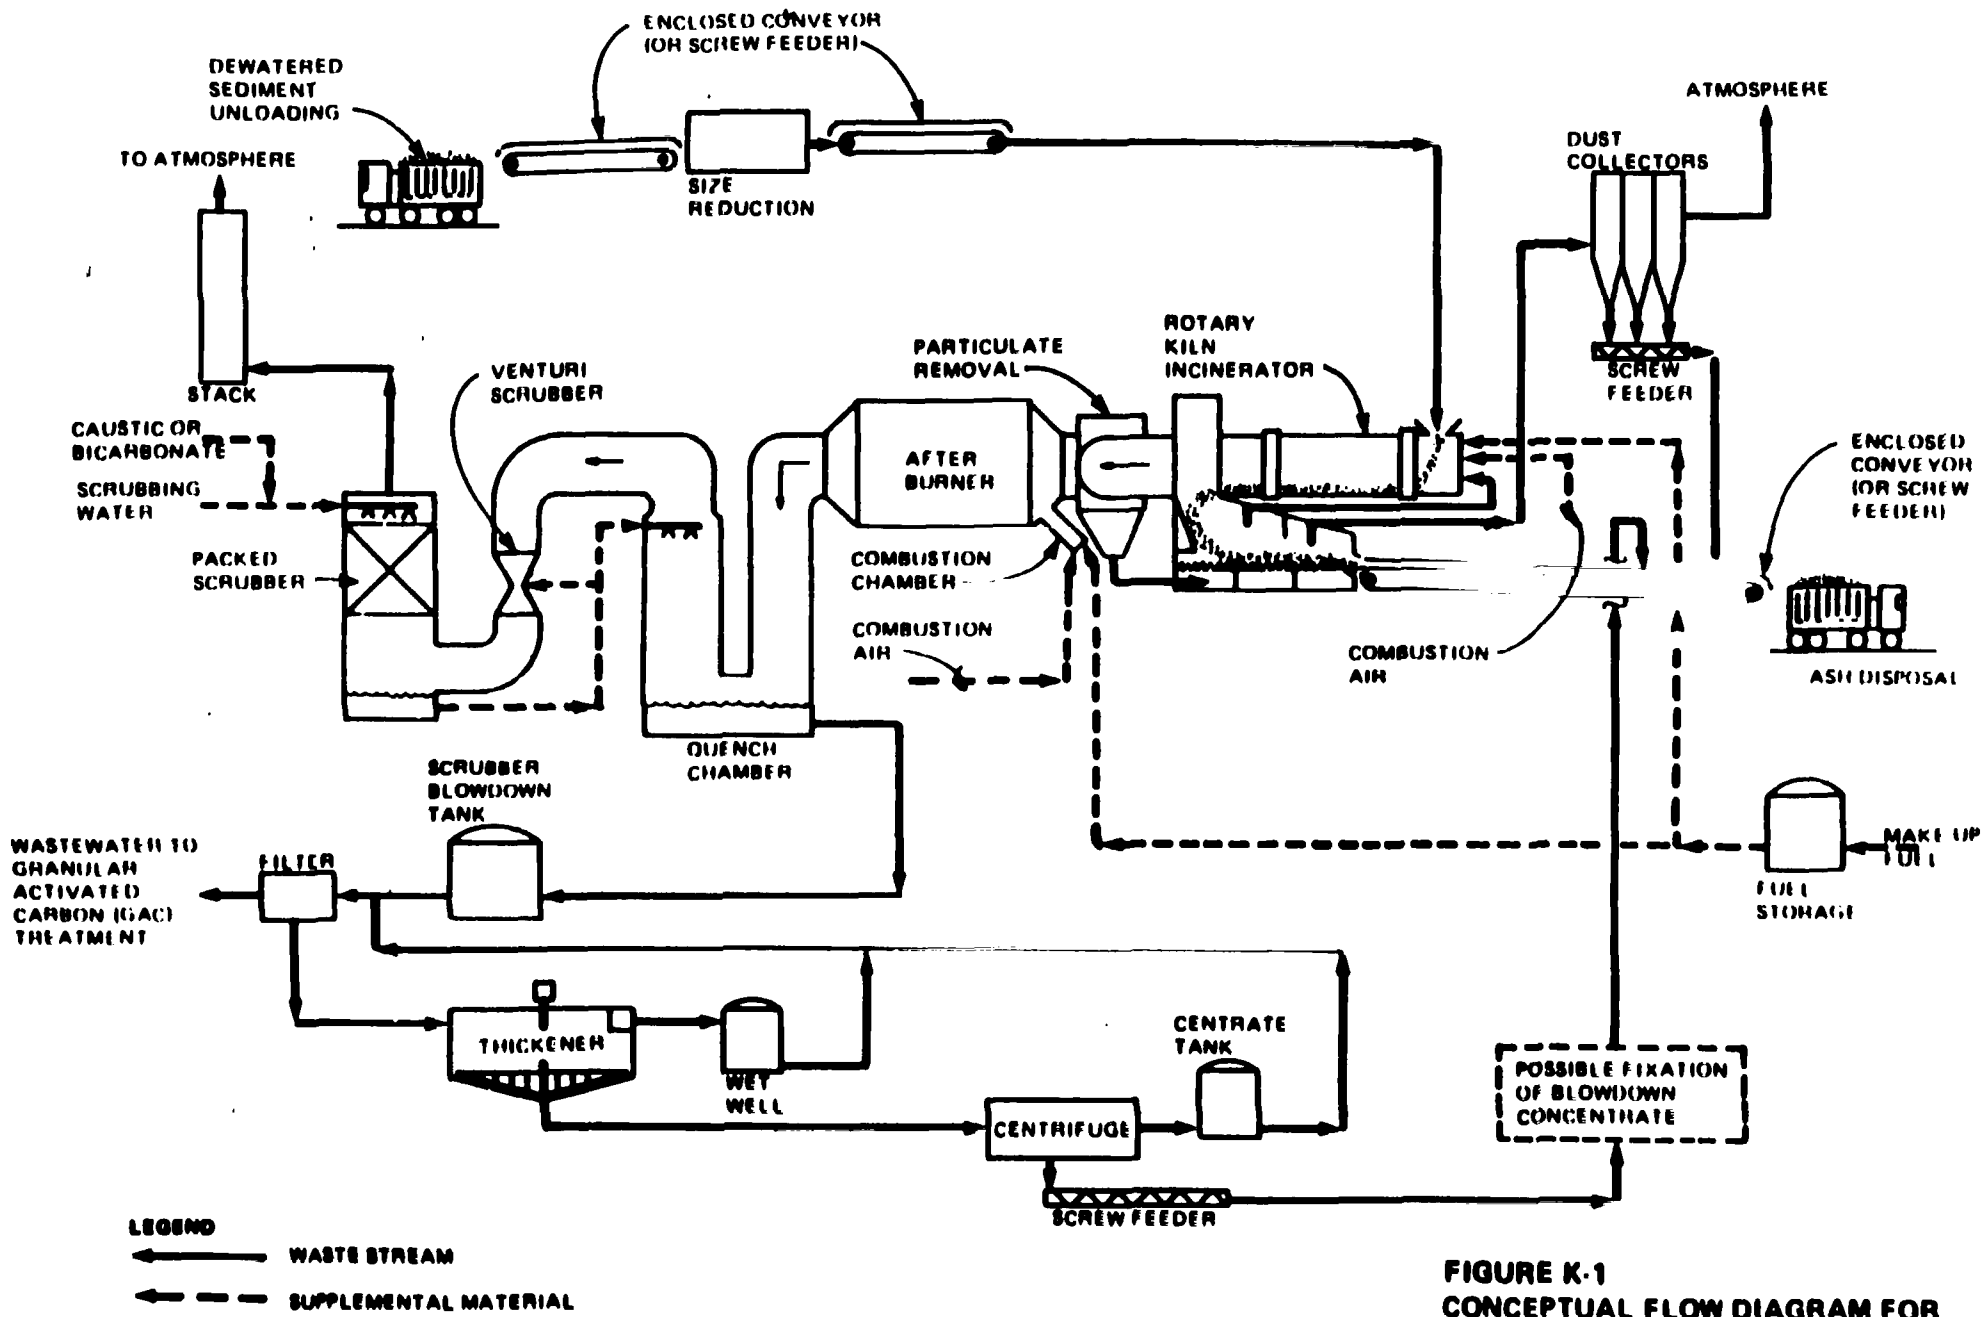 ENCLOSED CONVEYOR
(OR SCREW FEEDER)
DEWATERED
SEDIMENT
UNLOADING
TO ATMOSPHERE
SIZE
REDUCTION
ATMOSPHERE
DUST
COLLECTORS
SCREW
FEEDER
STACK
VENTURI
SCRUBBER
PARTICULATE
REMOVAL
ROTARY
KILN
INCINERATOR
CAUSTIC OR
BICARBONATE
SCRUBBING
WATER
PACKED
SCRUBBER
AFTER
BURNER
COMBUSTION
CHAMBER
COMBUSTION
AIR
COMBUSTION
AIR
ENCLOSED
CONVEYOR
(OR SCREW
FEEDER)
ASH DISPOSAL
QUENCH
CHAMBER
SCRUBBER
BLOWDOWN
TANK
WASTEWATER TO
GRANULAR
ACTIVATED
CARBON (GAC)
TREATMENT
FILTER
MAKE UP
FUEL
FUEL
STORAGE
THICKENER
WET
WELL
CENTRATE
TANK
CENTRIFUGE
SCREW FEEDER
POSSIBLE FIXATION
OF BLOWDOWN
CONCENTRATE
LEGEND
WASTE STREAM
SUPPLEMENTAL MATERIAL
FIGURE K-1
CONCEPTUAL FLOW DIAGRAM FOR